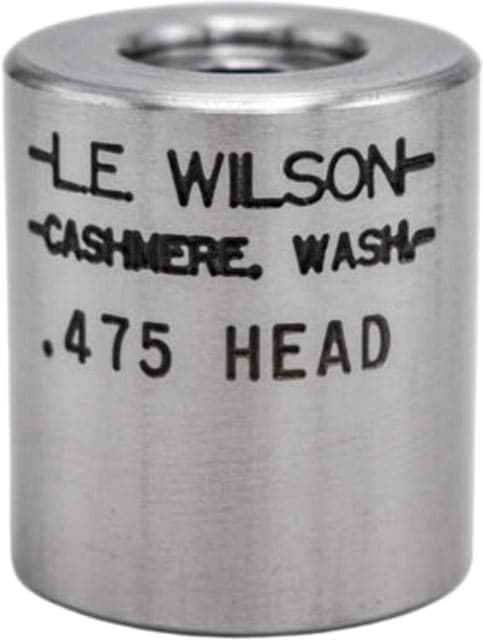 -L.E. WILSON-
-CASHMERE, WASH.-
.475 HEAD